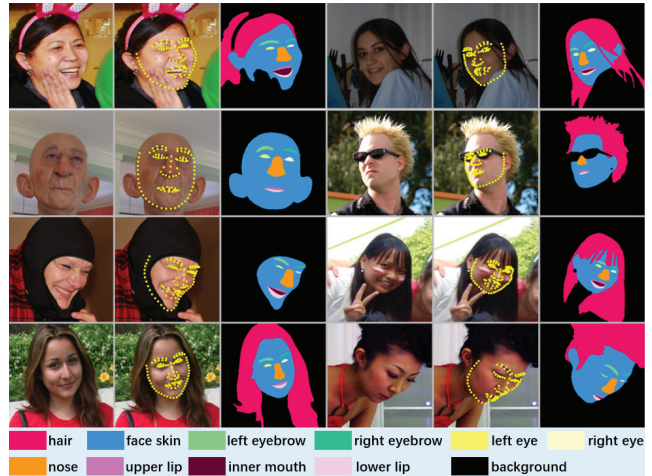 hair face skin left eyebrow right eyebrow left eye right eye
nose upper lip inner mouth lower lip background